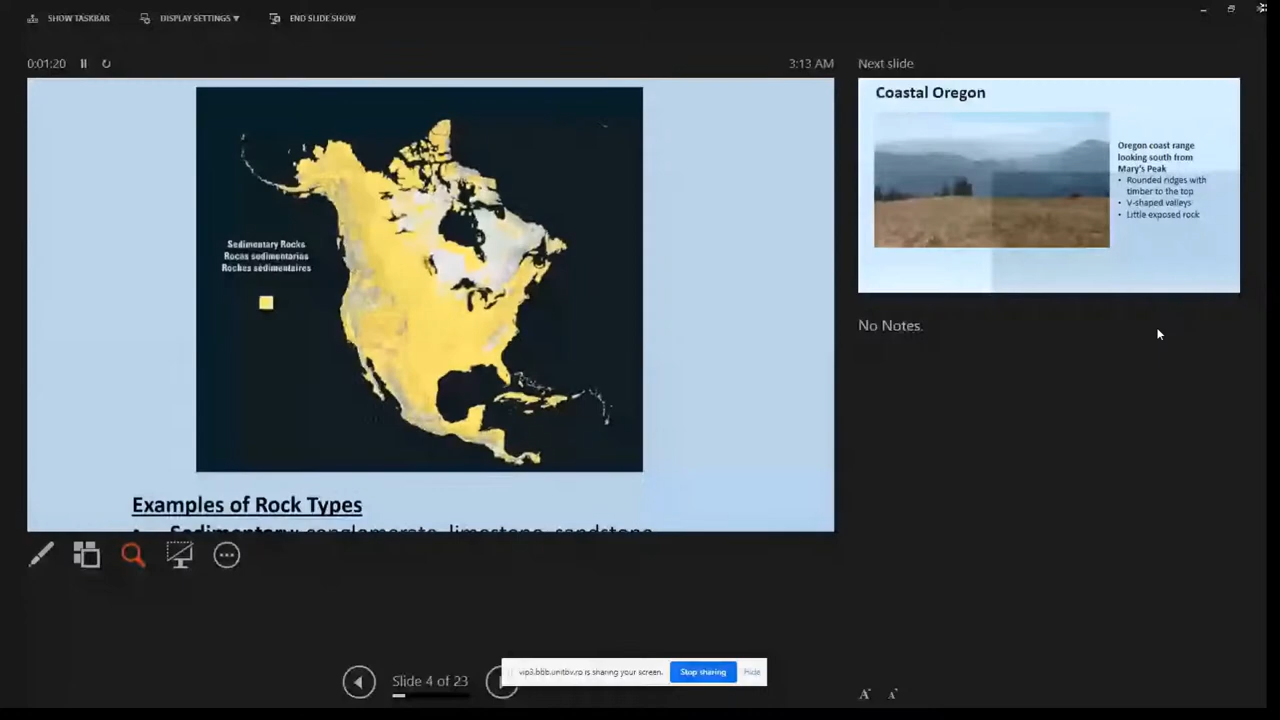 SHOW TASKBAR
DISPLAY SETTINGS ▼
END SLIDE SHOW
0:01:20
3:13 AM
Sedimentary Rocks
Rocas sedimentarias
Roches sédimentaires
Examples of Rock Types
• Sedimentary: conglomerate, limestone, sandstone
Next slide
Coastal Oregon
Oregon coast range
looking south from
Mary's Peak
• Rounded ridges with
timber to the top
• V-shaped valleys
• Little exposed rock
No Notes.
Slide 4 of 23
vip3.bbb.unitbv.ro is sharing your screen.
Stop sharing
Hide
A A